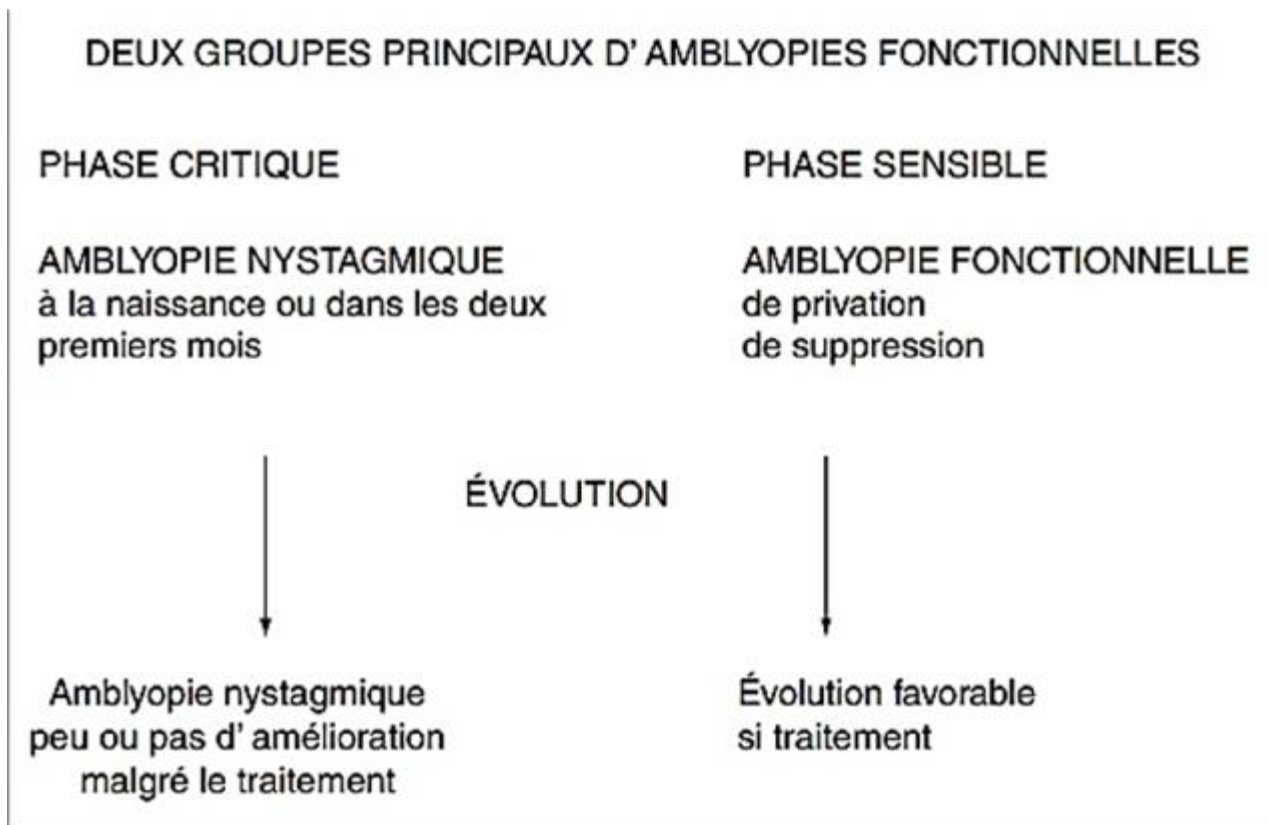 DEUX GROUPES PRINCIPAUX D' AMBLYOPIES FONCTIONNELLES
PHASE CRITIQUE
AMBLYOPIE NYSTAGMIQUE
à la naissance ou dans les deux
premiers mois
PHASE SENSIBLE
AMBLYOPIE FONCTIONNELLE
de privation
de suppression
ÉVOLUTION
Amblyopie nystagmique
peu ou pas d' amélioration
malgré le traitement
Évolution favorable
si traitement